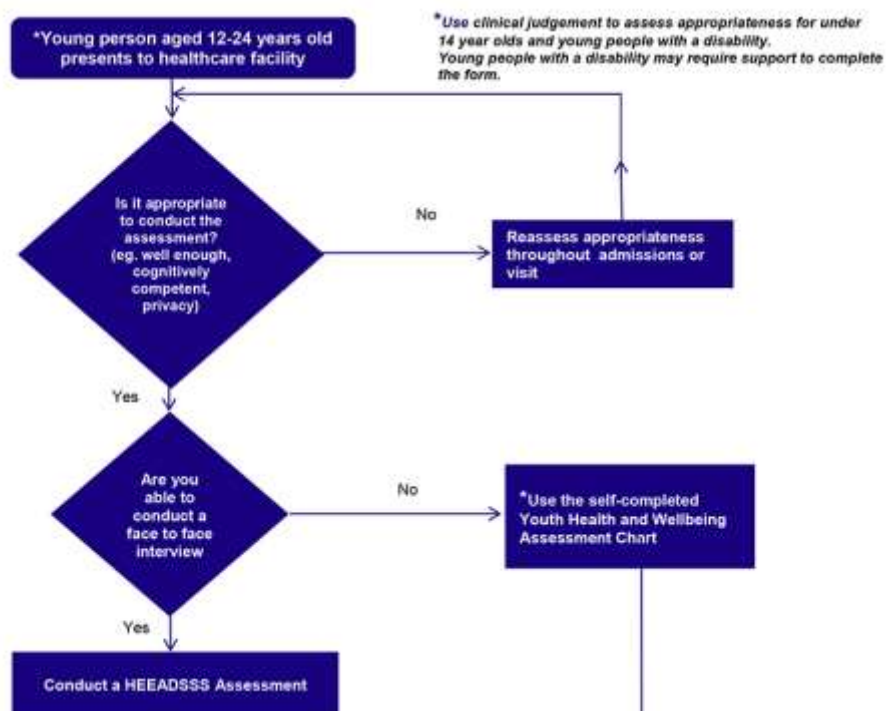 *Young person aged 12-24 years old
presents to healthcare facility
*Use clinical judgement to assess appropriateness for under
14 year olds and young people with a disability.
Young people with a disability may require support to complete
the form.
Is it appropriate
to conduct the
assessment?
(eg. well enough,
cognitively
competent,
privacy)
No
Reassess appropriateness
throughout admissions or
visit
Yes
Are you
able to
conduct a
face to face
interview
No
*Use the self-completed
Youth Health and Wellbeing
Assessment Chart
Yes
Conduct a HEEADSSS Assessment